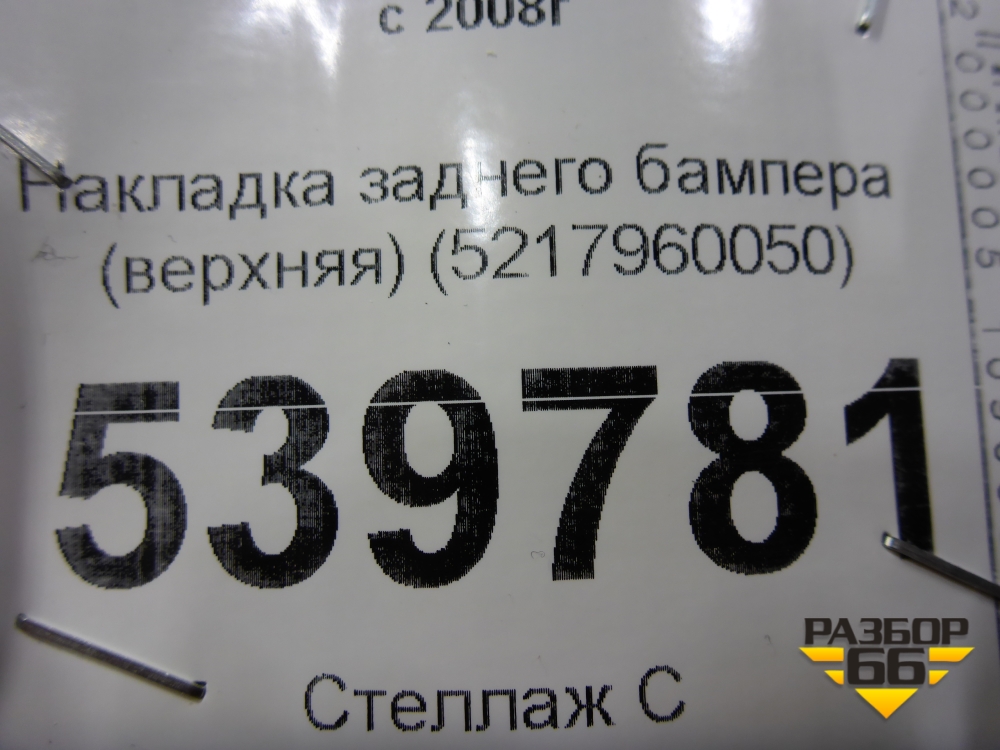 с 2008г
Накладка заднего бампера
(верхняя) (5217960050)
539781
Стеллаж С
РАЗБОР
66